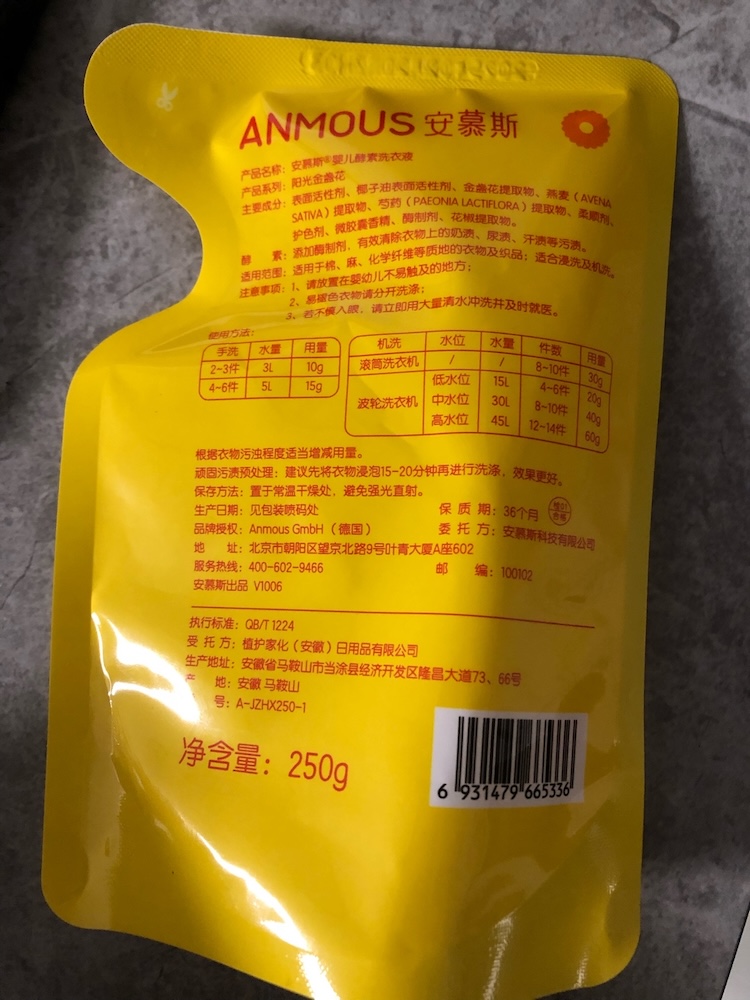 ANMOUS 安慕斯
产品名称：安慕斯®婴儿酵素洗衣液
产品系列：阳光金盏花
主要成分：表面活性剂、椰子油表面活性剂、金盏花提取物、燕麦（AVENA
SATIVA）提取物、芍药（PAEONIA LACTIFLORA）提取物、柔顺剂、
护色剂、微胶囊香精、酶制剂、花椒提取物。
酵 素：添加酶制剂，有效清除衣物上的奶渍、尿渍、汗渍等污渍。
适用范围：适用于棉、麻、化学纤维等质地的衣物及织品；适合浸洗及机洗。
注意事项：1、请放置在婴幼儿不易触及的地方；
2、易褪色衣物请分开洗涤；
3、若不慎入眼，请立即用大量清水冲洗并及时就医。
使用方法：
手洗 水量 用量
2~3件 3L 10g
4~6件 5L 15g
机洗 水位 水量 件数 用量
滚筒洗衣机 / / 8~10件 30g
波轮洗衣机 低水位 15L 4~6件 20g
中水位 30L 8~10件 40g
高水位 45L 12~14件 60g
根据衣物污浊程度适当增减用量。
顽固污渍预处理：建议先将衣物浸泡15-20分钟再进行洗涤，效果更好。
保存方法：置于常温干燥处，避免强光直射。
生产日期：见包装喷码处 保 质 期：36个月
品牌授权：Anmous GmbH（德国） 委 托 方：安慕斯科技有限公司
地 址：北京市朝阳区望京北路9号叶青大厦A座602
服务热线：400-602-9466 邮 编：100102
安慕斯出品 V1006
执行标准：QB/T 1224
受 托 方：植护家化（安徽）日用品有限公司
生产地址：安徽省马鞍山市当涂县经济开发区隆昌大道73、66号
产 地：安徽 马鞍山
号：A-JZHX250-1
净含量：250g
6 931479 665336